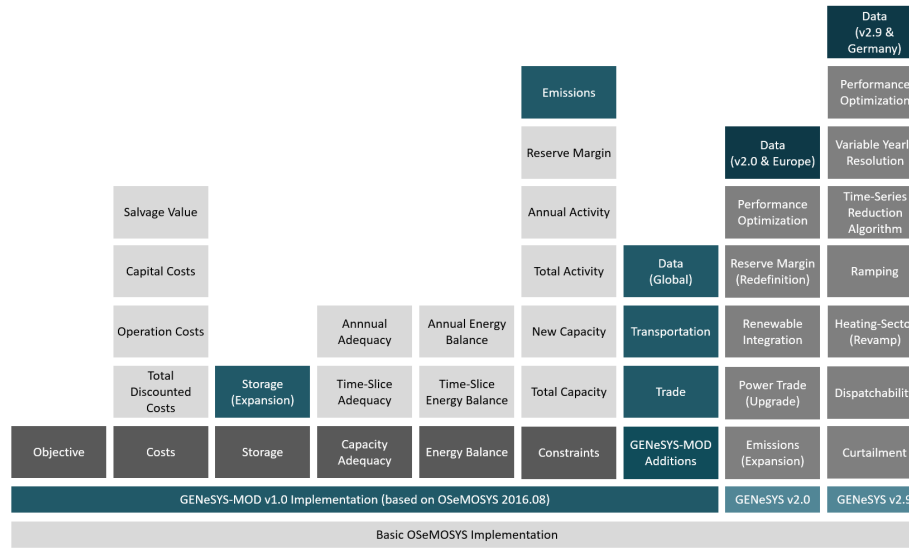 Data
(v2.9 &
Germany)
Emissions
Performance
Optimization
Reserve Margin
Data
(v2.0 & Europe)
Variable Yearl
Resolution
Salvage Value
Annual Activity
Performance
Optimization
Time-Series
Reduction
Algorithm
Capital Costs
Total Activity
Data
(Global)
Reserve Margin
(Redefinition)
Ramping
Operation Costs
Annnual
Adequacy
Annual Energy
Balance
New Capacity
Transportation
Renewable
Integration
Heating-Secto
(Revamp)
Total
Discounted
Costs
Storage
(Expansion)
Time-Slice
Adequacy
Time-Slice
Energy Balance
Total Capacity
Trade
Power Trade
(Upgrade)
Dispatchabilit
Objective
Costs
Storage
Capacity
Adequacy
Energy Balance
Constraints
GENeSYS-MOD
Additions
Emissions
(Expansion)
Curtailment
GENeSYS-MOD v1.0 Implementation (based on OSeMOSYS 2016.08)
GENeSYS v2.0
GENeSYS v2.9
Basic OSeMOSYS Implementation